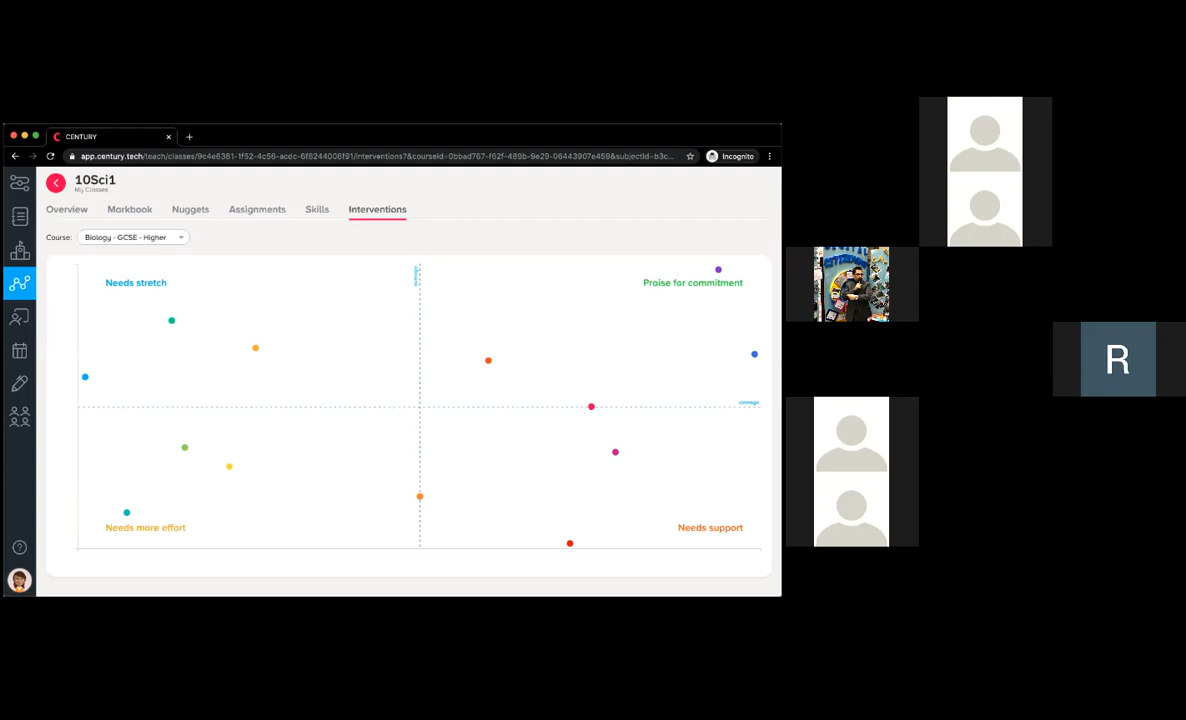 CENTURY
app.century.tech/teach/classes/9c4e6381-1f52-4c56-acdc-6f8244006f91/interventions?&courseId=0bbad767-f62f-489b-9e29-06443907e459&subjectId=b3c...
Incognito
10Sci1
My Classes
Overview Markbook Nuggets Assignments Skills Interventions
Course: Biology - GCSE - Higher
Needs stretch
average
Praise for commitment
average
Needs more effort
Needs support
R